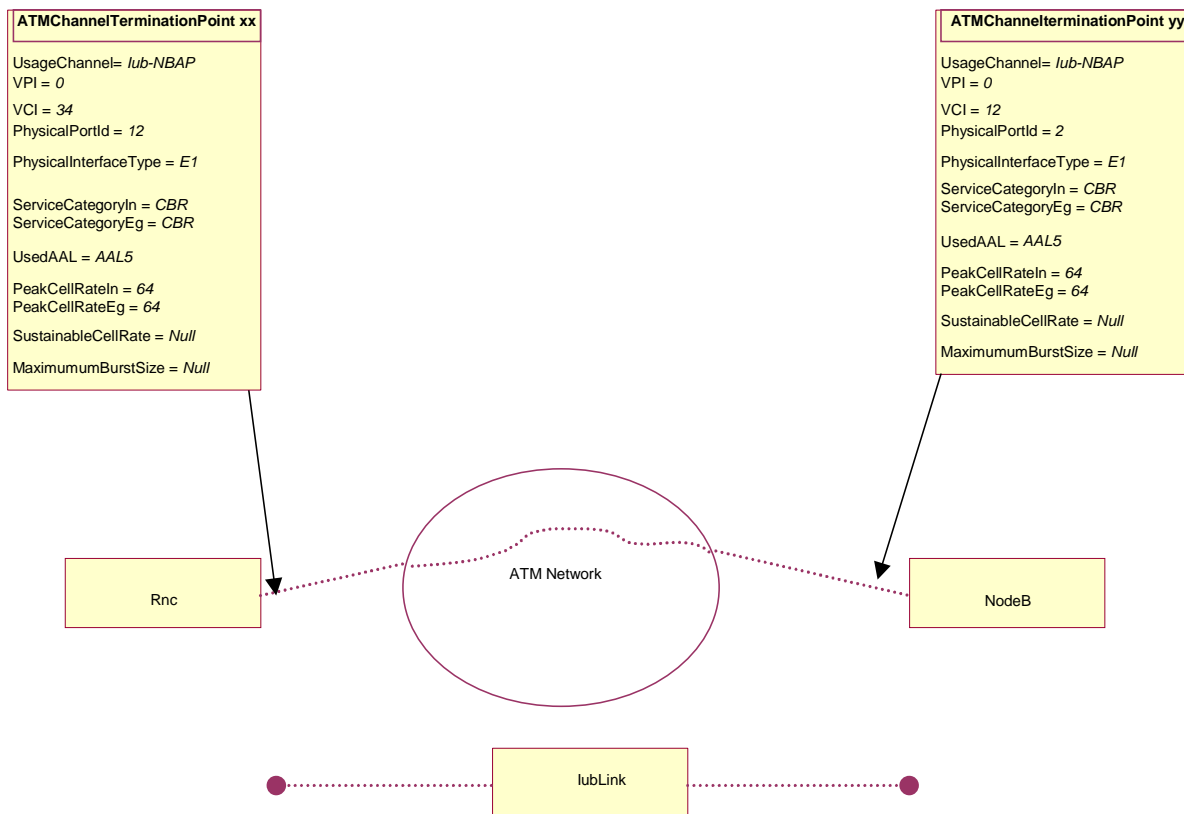 ATMChannelTerminationPoint xx
UsageChannel= Iub-NBAP
VPI = 0
VCI = 34
PhysicalPortId = 12
PhysicalInterfaceType = E1
ServiceCategoryIn = CBR
ServiceCategoryEg = CBR
UsedAAL = AAL5
PeakCellRateIn = 64
PeakCellRateEg = 64
SustainableCellRate = Null
MaximumumBurstSize = Null
ATMChannelterminationPoint yy
UsageChannel= Iub-NBAP
VPI = 0
VCI = 12
PhysicalPortId = 2
PhysicalInterfaceType = E1
ServiceCategoryIn = CBR
ServiceCategoryEg = CBR
UsedAAL = AAL5
PeakCellRateIn = 64
PeakCellRateEg = 64
SustainableCellRate = Null
MaximumumBurstSize = Null
Rnc
ATM Network
NodeB
IubLink